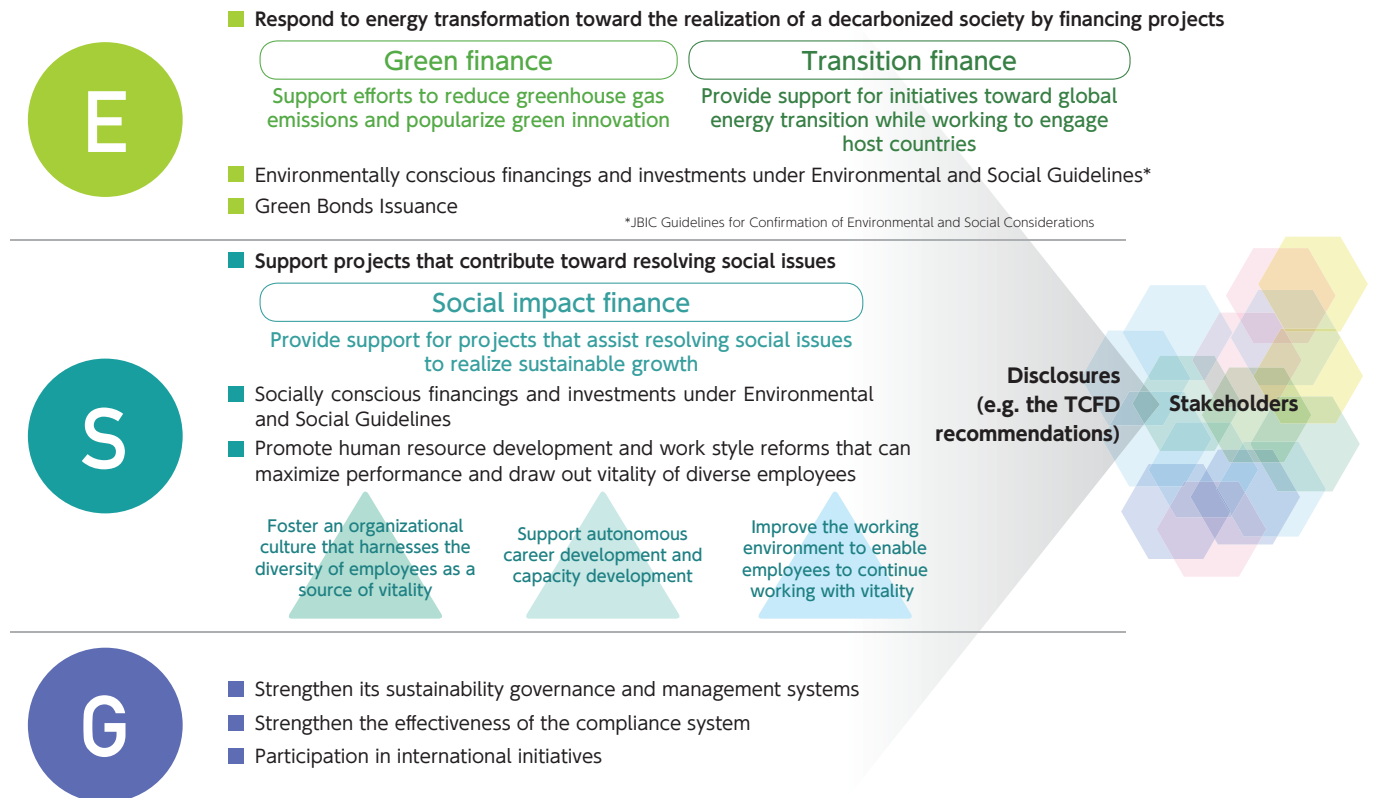 E
Respond to energy transformation toward the realization of a decarbonized society by financing projects
Green finance
Support efforts to reduce greenhouse gas
emissions and popularize green innovation
Transition finance
Provide support for initiatives toward global
energy transition while working to engage
host countries
Environmentally conscious financings and investments under Environmental and Social Guidelines*
Green Bonds Issuance
*JBIC Guidelines for Confirmation of Environmental and Social Considerations
S
Support projects that contribute toward resolving social issues
Social impact finance
Provide support for projects that assist resolving social issues
to realize sustainable growth
Socially conscious financings and investments under Environmental
and Social Guidelines
Promote human resource development and work style reforms that can
maximize performance and draw out vitality of diverse employees
Foster an organizational
culture that harnesses the
diversity of employees as a
source of vitality
Support autonomous
career development and
capacity development
Improve the working
environment to enable
employees to continue
working with vitality
G
Strengthen its sustainability governance and management systems
Strengthen the effectiveness of the compliance system
Participation in international initiatives
Disclosures
(e.g. the TCFD
recommendations)
Stakeholders